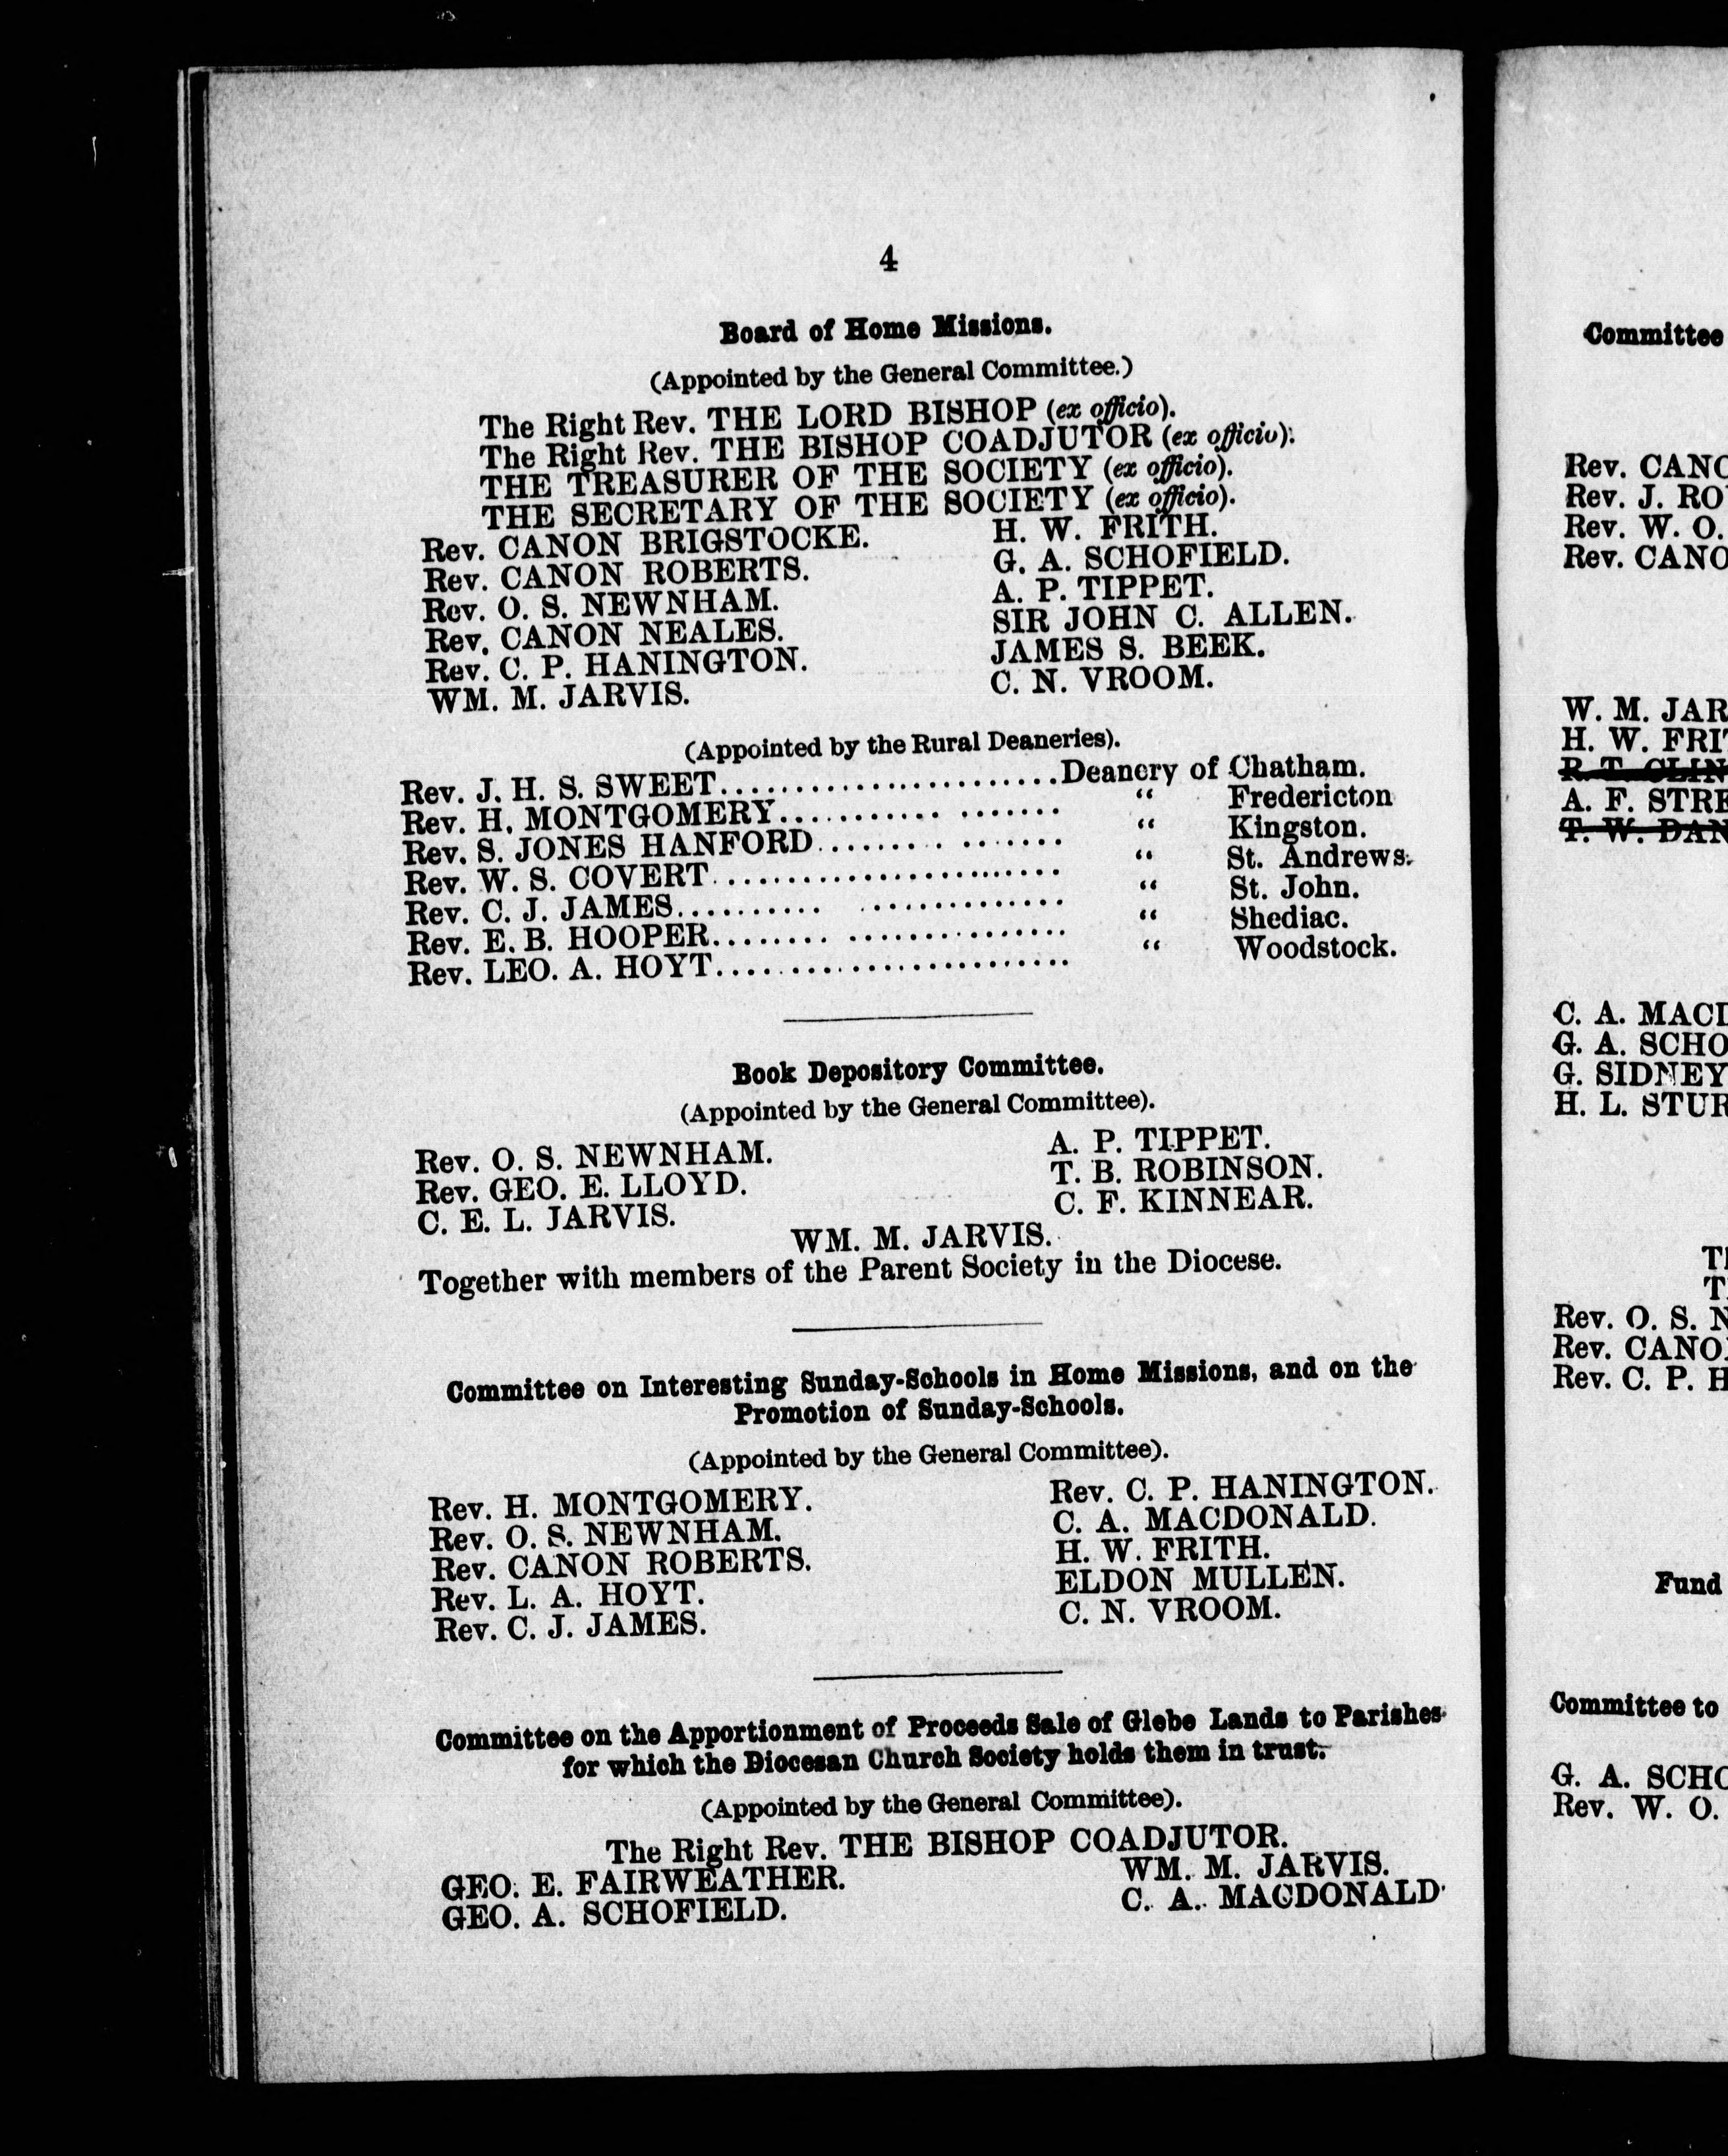 4
Board of Home Missions.
(Appointed by the General Committee.)
The Right Rev. THE LORD BISHOP (ex officio).
The Right Rev. THE BISHOP COADJUTOR (ex officio).
THE TREASURER OF THE SOCIETY (ex officio).
THE SECRETARY OF THE SOCIETY (ex officio).
Rev. CANON BRIGSTOCKE. H. W. FRITH.
Rev. CANON ROBERTS. G. A. SCHOFIELD.
Rev. O. S. NEWNHAM. A. P. TIPPET.
Rev. CANON NEALES. SIR JOHN C. ALLEN.
Rev. C. P. HANINGTON. JAMES S. BEEK.
WM. M. JARVIS. C. N. VROOM.
(Appointed by the Rural Deaneries).
Rev. J. H. S. SWEET........................Deanery of Chatham.
Rev. H. MONTGOMERY.................... “ Fredericton
Rev. S. JONES HANFORD................. “ Kingston.
Rev. W. S. COVERT........................ “ St. Andrews.
Rev. C. J. JAMES........................ “ St. John.
Rev. E. B. HOOPER....................... “ Shediac.
Rev. LEO. A. HOYT........................ “ Woodstock.
Book Depository Committee.
(Appointed by the General Committee).
Rev. O. S. NEWNHAM. A. P. TIPPET.
Rev. GEO. E. LLOYD. T. B. ROBINSON.
C. E. L. JARVIS. C. F. KINNEAR.
WM. M. JARVIS.
Together with members of the Parent Society in the Diocese.
Committee on Interesting Sunday-Schools in Home Missions, and on the
Promotion of Sunday-Schools.
(Appointed by the General Committee).
Rev. H. MONTGOMERY. Rev. C. P. HANINGTON.
Rev. O. S. NEWNHAM. C. A. MACDONALD.
Rev. CANON ROBERTS. H. W. FRITH.
Rev. L. A. HOYT. ELDON MULLEN.
Rev. C. J. JAMES. C. N. VROOM.
Committee on the Apportionment of Proceeds Sale of Glebe Lands to Parishes
for which the Diocesan Church Society holds them in trust.
(Appointed by the General Committee).
The Right Rev. THE BISHOP COADJUTOR.
GEO. E. FAIRWEATHER. WM. M. JARVIS.
GEO. A. SCHOFIELD. C. A. MACDONALD
Committee
Rev. CANO
Rev. J. RO
Rev. W. O.
Rev. CANO
W. M. JAR
H. W. FRI
R. T. CLIN
A. F. STRE
T. W. DAN
C. A. MAC
G. A. SCHO
G. SIDNEY
H. L. STUR
T
T
Rev. O. S. N
Rev. CANO
Rev. C. P. H
Fund
Committee to
G. A. SCHO
Rev. W. O.